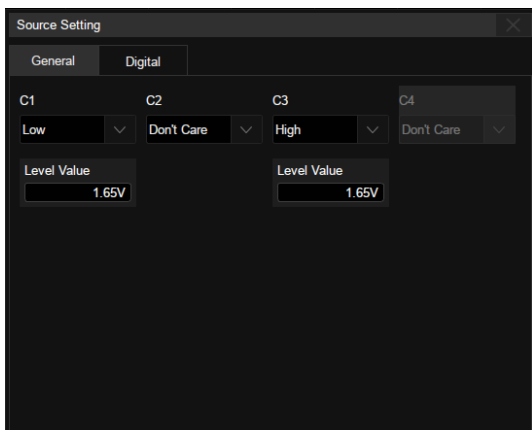 Source Setting
General Digital
C1 C2 C3 C4
Low Don't Care High Don't Care
Level Value Level Value
1.65V 1.65V